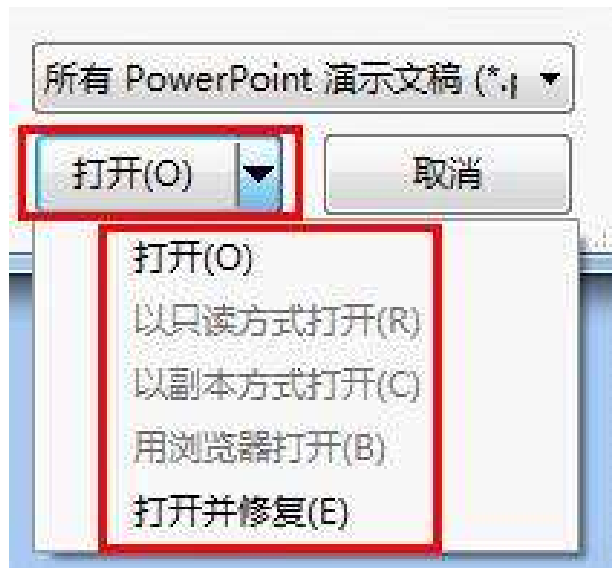 所有 PowerPoint 演示文稿 (*.p
打开(O) 取消
打开(O)
以只读方式打开(R)
以副本方式打开(C)
用浏览器打开(B)
打开并修复(E)